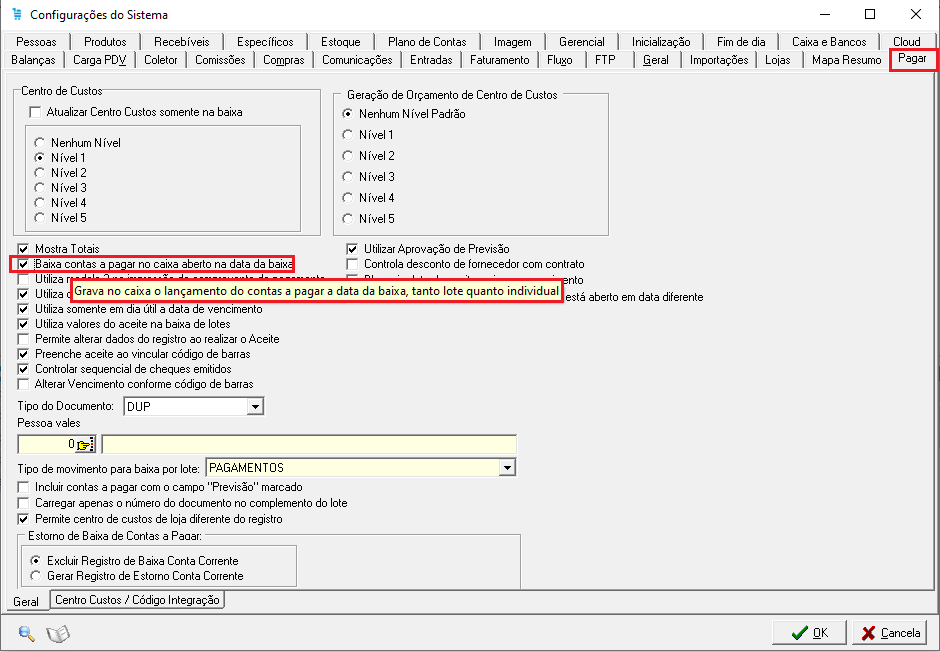 Configurações do Sistema
Pessoas Produtos Recebíveis Específicos Estoque Plano de Contas Imagem Gerencial Inicialização Fim de dia Caixa e Bancos Cloud
Balanças Carga PDV Coletor Comissões Compras Comunicações Entradas Faturamento Fluxo FTP Geral Importações Lojas Mapa Resumo Pagar
Centro de Custos
Atualizar Centro Custos somente na baixa
Nenhum Nível
Nível 1
Nível 2
Nível 3
Nível 4
Nível 5
Geração de Orçamento de Centro de Custos
Nenhum Nível Padrão
Nível 1
Nível 2
Nível 3
Nível 4
Nível 5
Mostra Totais
Baixa contas a pagar no caixa aberto na data da baixa
Utiliza modelo 2 na impressão do comprovante de pagamento
Utiliza
Utiliza somente em dia útil a data de vencimento
Utiliza valores do aceite na baixa de lotes
Permite alterar dados do registro ao realizar o Aceite
Preenche aceite ao vincular código de barras
Controlar sequencial de cheques emitidos
Alterar Vencimento conforme código de barras
Utilizar Aprovação de Previsão
Controla desconto de fornecedor com contrato
está aberto em data diferente
Grava no caixa o lançamento do contas a pagar a data da baixa, tanto lote quanto individual
Tipo do Documento: DUP
Pessoa vales
0
Tipo de movimento para baixa por lote: PAGAMENTOS
Incluir contas a pagar com o campo "Previsão" marcado
Carregar apenas o número do documento no complemento do lote
Permite centro de custos de loja diferente do registro
Estorno de Baixa de Contas a Pagar:
Excluir Registro de Baixa Conta Corrente
Gerar Registro de Estorno Conta Corrente
Geral Centro Custos / Código Integração
OK Cancela